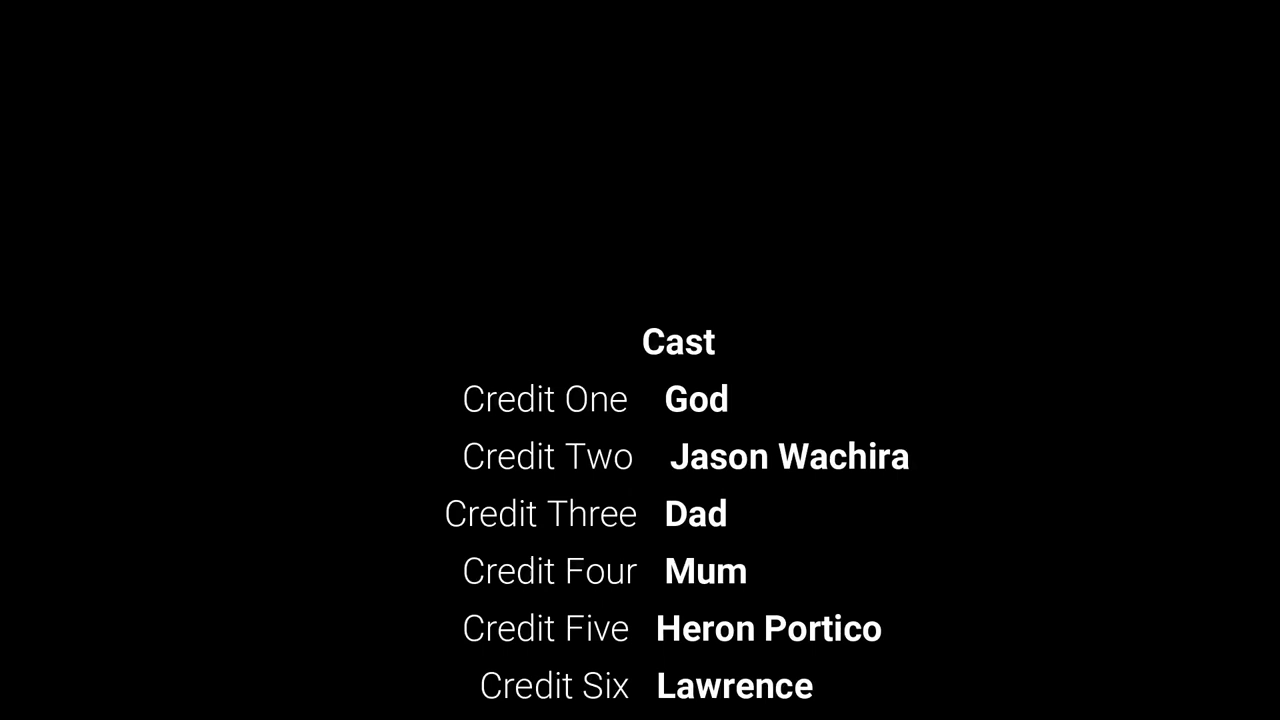 Cast
Credit One God
Credit Two Jason Wachira
Credit Three Dad
Credit Four Mum
Credit Five Heron Portico
Credit Six Lawrence